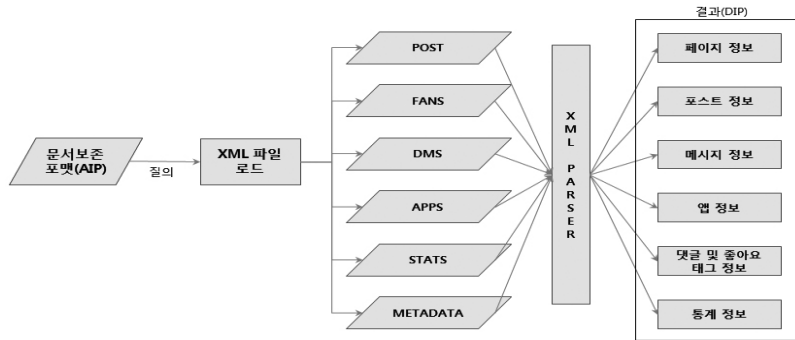 결과(DIP)
문서보존
포맷(AIP)
질의
XML 파일
로드
POST
FANS
DMS
APPS
STATS
METADATA
XML PARSER
페이지 정보
포스트 정보
메시지 정보
앱 정보
댓글 및 좋아요
태그 정보
통계 정보